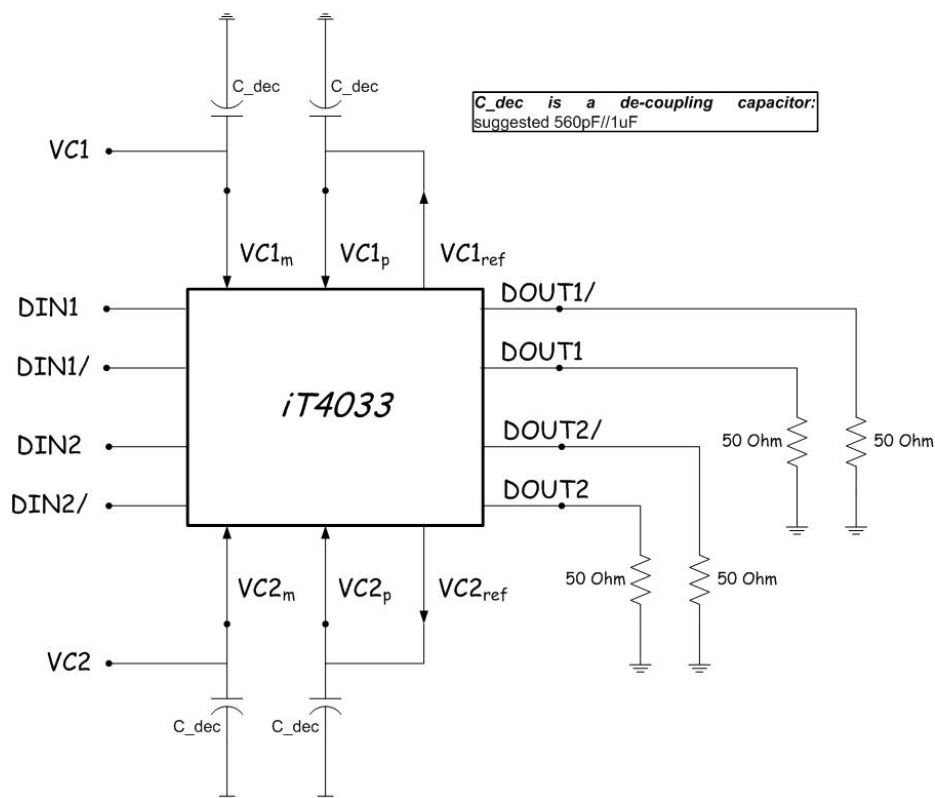 C_dec
C_dec
C_dec is a de-coupling capacitor:
suggested 560pF//1uF
VC1
VC1m
VC1p
VC1ref
DIN1
DOUT1/
DIN1/
DOUT1
iT4033
DIN2
DOUT2/
50 Ohm
50 Ohm
DIN2/
DOUT2
VC2m
VC2p
VC2ref
50 Ohm
50 Ohm
VC2
C_dec
C_dec